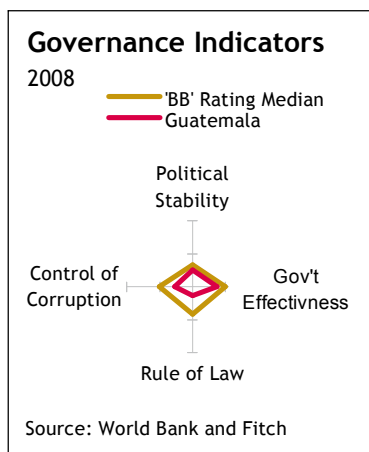 Governance Indicators
2008
'BB' Rating Median
Guatemala
Political
Stability
Control of
Corruption
Gov't
Effectivness
Rule of Law
Source: World Bank and Fitch